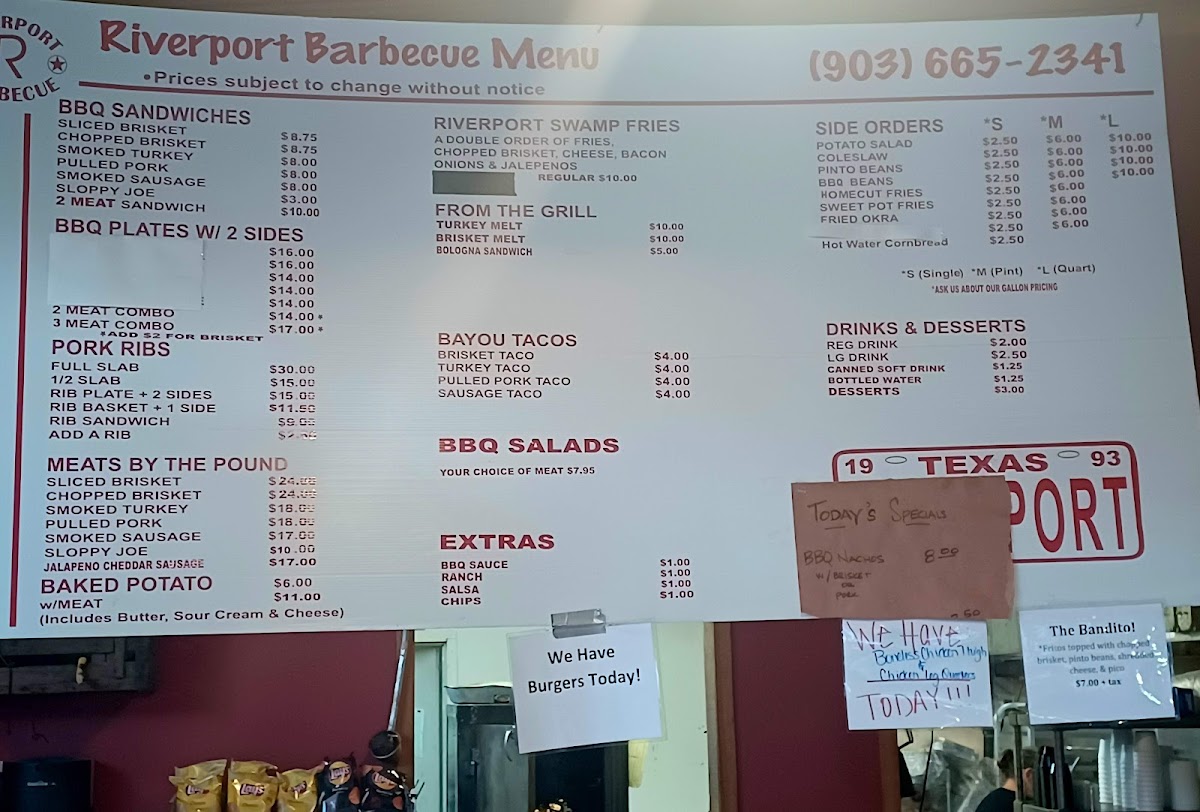 RPORT
R
BECUE
Riverport Barbecue Menu
(903) 665-2341
•Prices subject to change without notice
BBQ SANDWICHES
SLICED BRISKET $8.75
CHOPPED BRISKET $8.75
SMOKED TURKEY $8.00
PULLED PORK $8.00
SMOKED SAUSAGE $8.00
SLOPPY JOE $3.00
2 MEAT SANDWICH $10.00
BBQ PLATES W/ 2 SIDES
$16.00
$16.00
$14.00
$14.00
$14.00
2 MEAT COMBO $14.00*
3 MEAT COMBO $17.00*
*ADD $2 FOR BRISKET
PORK RIBS
FULL SLAB $30.00
1/2 SLAB $15.00
RIB PLATE + 2 SIDES $15.00
RIB BASKET + 1 SIDE $11.50
RIB SANDWICH
ADD A RIB
MEATS BY THE POUND
SLICED BRISKET
CHOPPED BRISKET
SMOKED TURKEY
PULLED PORK
SMOKED SAUSAGE
SLOPPY JOE $10.00
JALAPENO CHEDDAR SAUSAGE $17.00
BAKED POTATO $6.00
W/MEAT $11.00
(Includes Butter, Sour Cream & Cheese)
RIVERPORT SWAMP FRIES
A DOUBLE ORDER OF FRIES,
CHOPPED BRISKET, CHEESE, BACON
ONIONS & JALEPENOS
REGULAR $10.00
FROM THE GRILL
TURKEY MELT $10.00
BRISKET MELT $10.00
BOLOGNA SANDWICH $5.00
BAYOU TACOS
BRISKET TACO $4.00
TURKEY TACO $4.00
PULLED PORK TACO $4.00
SAUSAGE TACO $4.00
BBQ SALADS
YOUR CHOICE OF MEAT $7.95
EXTRAS
BBQ SAUCE $1.00
RANCH $1.00
SALSA $1.00
CHIPS $1.00
SIDE ORDERS *S *M *L
POTATO SALAD $2.50 $6.00 $10.00
COLESLAW $2.50 $6.00 $10.00
PINTO BEANS $2.50 $6.00 $10.00
BBQ BEANS $2.50 $6.00 $10.00
HOMECUT FRIES $2.50 $6.00
SWEET POT FRIES $2.50 $6.00
FRIED OKRA $2.50 $6.00
$2.50 $6.00
Hot Water Cornbread $2.50
*S (Single) *M (Pint) *L (Quart)
*ASK US ABOUT OUR GALLON PRICING
DRINKS & DESSERTS
REG DRINK $2.00
LG DRINK $2.50
CANNED SOFT DRINK $1.25
BOTTLED WATER $1.25
DESSERTS $3.00
19 TEXAS 93
PORT
TODAY'S SPECIALS
BBQ NACHOS 8.00
W/ BRISKET
OR
PORK
.50
We Have
Burgers Today!
WE HAVE
Boneless Chicken Thigh
&
Chicken Leg Quarters
TODAY!!!
The Bandito!
*Fritos topped with chopped
brisket, pinto beans, shredded
cheese, & pico
$7.00 + tax
Lay's
Lay's
Lay's
Lay's